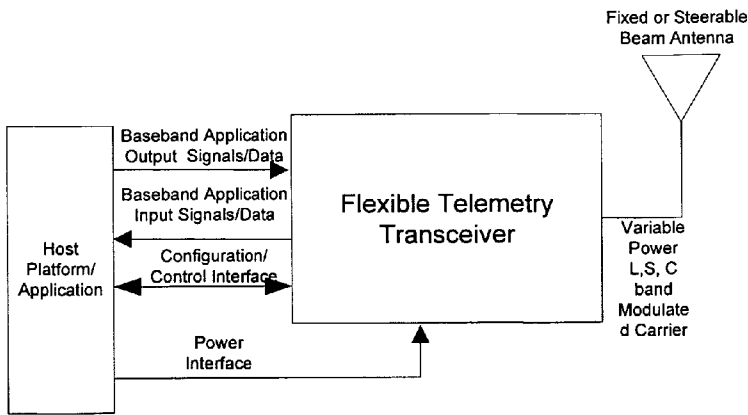 Fixed or Steerable
Beam Antenna
Baseband Application
Output Signals/Data
Baseband Application
Input Signals/Data
Configuration/
Control Interface
Power
Interface
Host
Platform/
Application
Flexible Telemetry
Transceiver
Variable
Power
L,S, C
band
Modulate
d Carrier